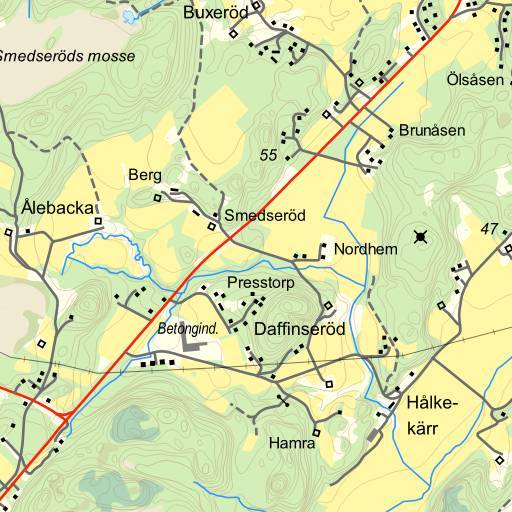 Buxeröd
Smedseröds mosse
Ölsåsen
Brunåsen
55
Berg
Ålebacka
Smedseröd
47
Nordhem
Presstorp
Betongind.
Daffinseröd
Hålke-
kärr
Hamra